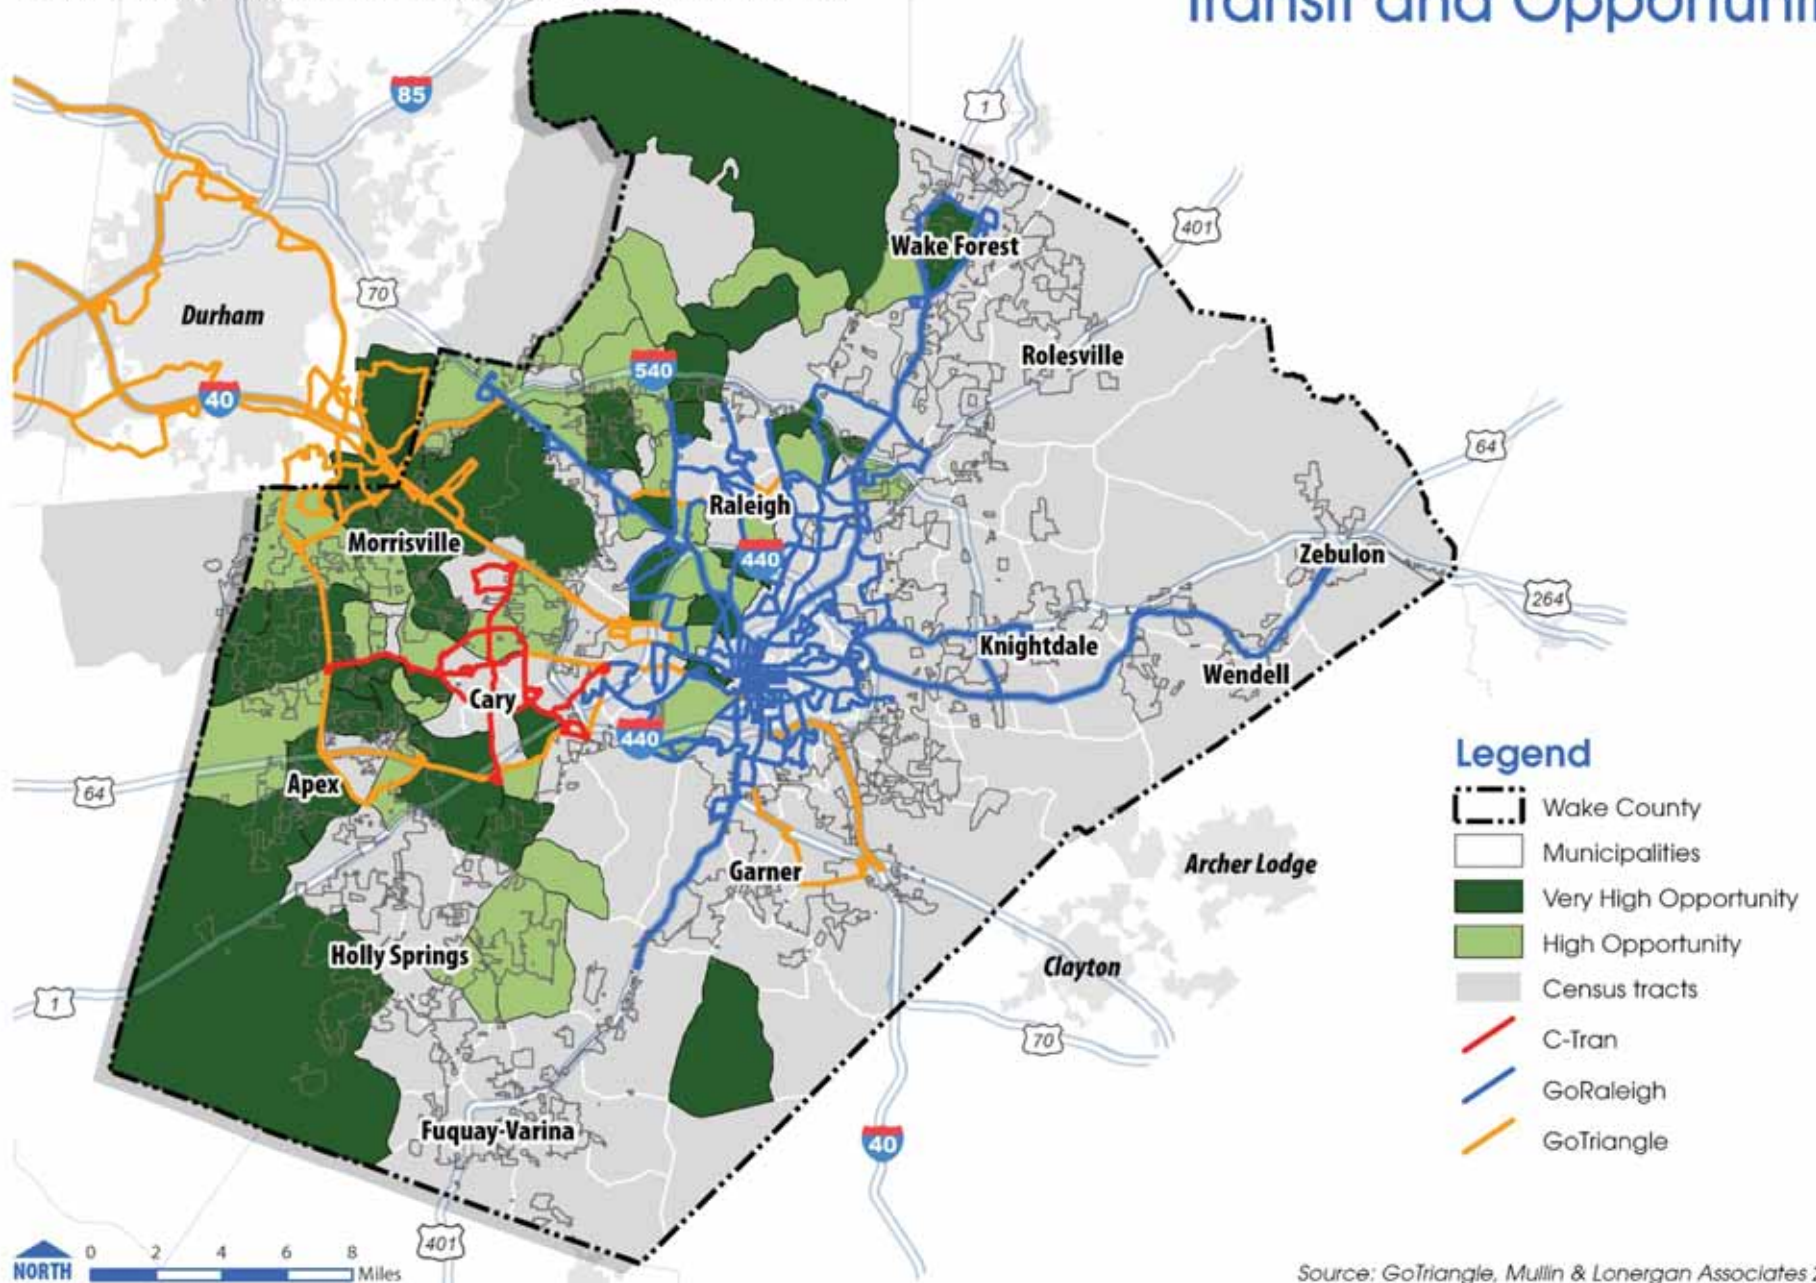 Transit and
85
1
401
Wake Forest
70
Durham
Rolesville
540
40
64
Raleigh
Morrisville
440
Zebulon
264
Knightdale
Wendell
Cary
440
Legend
Apex
64
Wake County
Municipalities
Garner
Archer Lodge
Very High Opportunity
High Opportunity
Holly Springs
Clayton
Census tracts
1
C-Tran
70
GoRaleigh
Fuquay-Varina
40
GoTriangle
401
0 2 4 6 8
NORTH
Miles
Source: GoTriangle, Mullin & Lonergan Associates